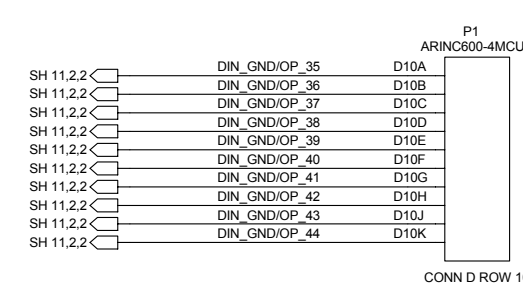 P1
ARINC600-4MCU
SH 11,2,2 DIN_GND/OP_35 D10A
SH 11,2,2 DIN_GND/OP_36 D10B
SH 11,2,2 DIN_GND/OP_37 D10C
SH 11,2,2 DIN_GND/OP_38 D10D
SH 11,2,2 DIN_GND/OP_39 D10E
SH 11,2,2 DIN_GND/OP_40 D10F
SH 11,2,2 DIN_GND/OP_41 D10G
SH 11,2,2 DIN_GND/OP_42 D10H
SH 11,2,2 DIN_GND/OP_43 D10J
SH 11,2,2 DIN_GND/OP_44 D10K
CONN D ROW